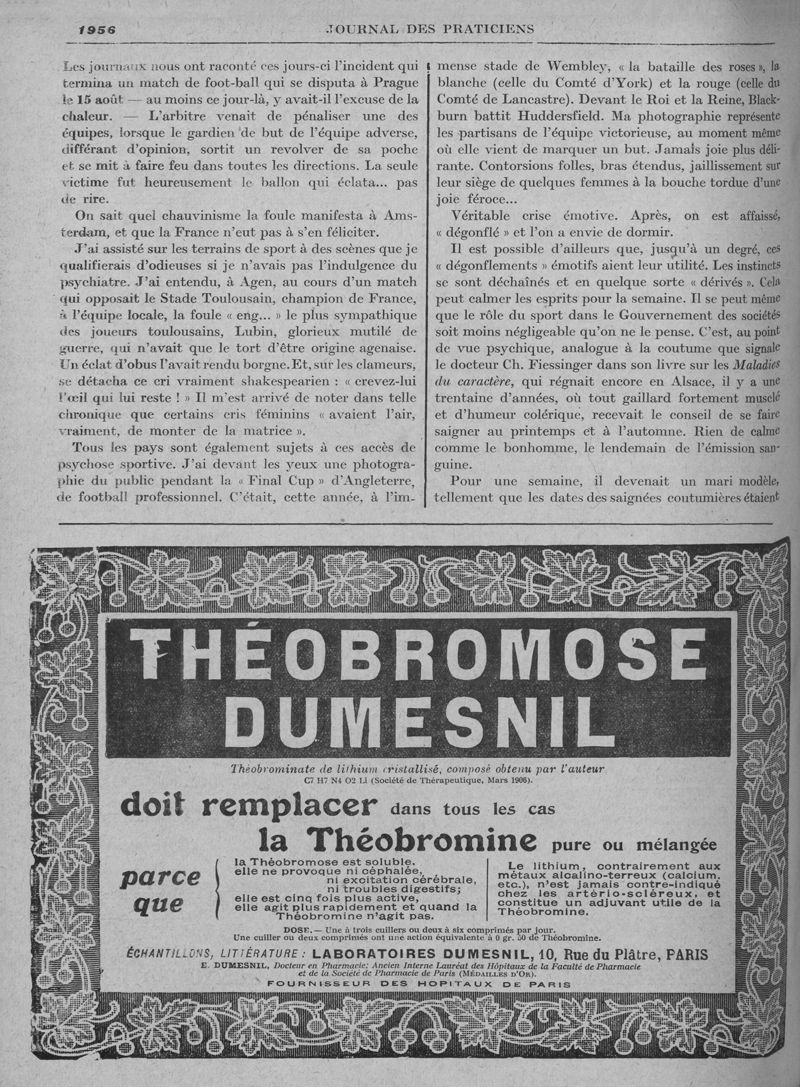 1956
JOURNAL DES PRATICIENS
Les journaux nous ont raconté ces jours-ci l'incident qui
termina un match de foot-ball qui se disputa à Prague
le 15 août — au moins ce jour-là, y avait-il l'excuse de la
chaleur. — L'arbitre venait de pénaliser une des
équipes, lorsque le gardien de but de l'équipe adverse,
différant d'opinion, sortit un revolver de sa poche
et se mit à faire feu dans toutes les directions. La seule
victime fut heureusement le ballon qui éclata... pas
de rire.
On sait quel chauvinisme la foule manifesta à Ams-
terdam, et que la France n'eut pas à s'en féliciter.
J'ai assisté sur les terrains de sport à des scènes que je
qualifierais d'odieuses si je n'avais pas l'indulgence du
psychiatre. J'ai entendu, à Agen, au cours d'un match
qui opposait le Stade Toulousain, champion de France,
à l'équipe locale, la foule « eng... » le plus sympathique
des joueurs toulousains, Lubin, glorieux mutilé de
guerre, qui n'avait que le tort d'être origine agenaise.
Un éclat d'obus l'avait rendu borgne. Et, sur les clameurs,
se détacha ce cri vraiment shakespearien : « crevez-lui
l'œil qui lui reste ! » Il m'est arrivé de noter dans telle
chronique que certains cris féminins « avaient l'air,
vraiment, de monter de la matrice ».
Tous les pays sont également sujets à ces accès de
psychose sportive. J'ai devant les yeux une photogra-
phie du public pendant la « Final Cup » d'Angleterre,
de football professionnel. C'était, cette année, à l'im-
mense stade de Wembley, « la bataille des roses », la
blanche (celle du Comté d'York) et la rouge (celle du
Comté de Lancastre). Devant le Roi et la Reine, Black-
burn battit Huddersfield. Ma photographie représente
les partisans de l'équipe victorieuse, au moment même
où elle vient de marquer un but. Jamais joie plus déli-
rante. Contorsions folles, bras étendus, jaillissement sur
leur siège de quelques femmes à la bouche tordue d'une
joie féroce...
Véritable crise émotive. Après, on est affaissé,
« dégonflé » et l'on a envie de dormir.
Il est possible d'ailleurs que, jusqu'à un degré, ces
« dégonflements » émotifs aient leur utilité. Les instincts
se sont déchaînés et en quelque sorte « dérivés ». Cela
peut calmer les esprits pour la semaine. Il se peut même
que le rôle du sport dans le Gouvernement des sociétés
soit moins négligeable qu'on ne le pense. C'est, au point
de vue psychique, analogue à la coutume que signale
le docteur Ch. Fiessinger dans son livre sur les Maladies
du caractère, qui régnait encore en Alsace, il y a une
trentaine d'années, où tout gaillard fortement musclé
et d'humeur colérique, recevait le conseil de se faire
saigner au printemps et à l'automne. Rien de calme
comme le bonhomme, le lendemain de l'émission san-
guine.
Pour une semaine, il devenait un mari modèle,
tellement que les dates des saignées coutumières étaient
THÉOBROMOSE
DUMESNIL
Théobrominate de lithium cristallisé, composé obtenu par l'auteur
C7 H7 N4 O2 Li (Société de Thérapeutique, Mars 1906).
doit remplacer dans tous les cas
la Théobromine pure ou mélangée
parce
que
la Théobromose est soluble.
elle ne provoque ni céphalée,
ni excitation cérébrale,
ni troubles digestifs;
elle est cinq fois plus active,
elle agit plus rapidement et quand la
Théobromine n'agit pas.
Le lithium, contrairement aux
métaux alcalino-terreux (calcium,
etc.), n'est jamais contre-indiqué
chez les artério-scléreux, et
constitue un adjuvant utile de la
Théobromine.
DOSE. — Une à trois cuillers ou deux à six comprimés par jour.
Une cuiller ou deux comprimés ont une action équivalente à 0 gr. 50 de Théobromine.
ÉCHANTILLONS, LITTÉRATURE : LABORATOIRES DUMESNIL, 10, Rue du Plâtre, PARIS
E. DUMESNIL, Docteur en Pharmacie; Ancien Interne Lauréat des Hôpitaux de la Faculté de Pharmacie
et de la Société de Pharmacie de Paris (MÉDAILLES D'OR).
FOURNISSEUR DES HOPITAUX DE PARIS